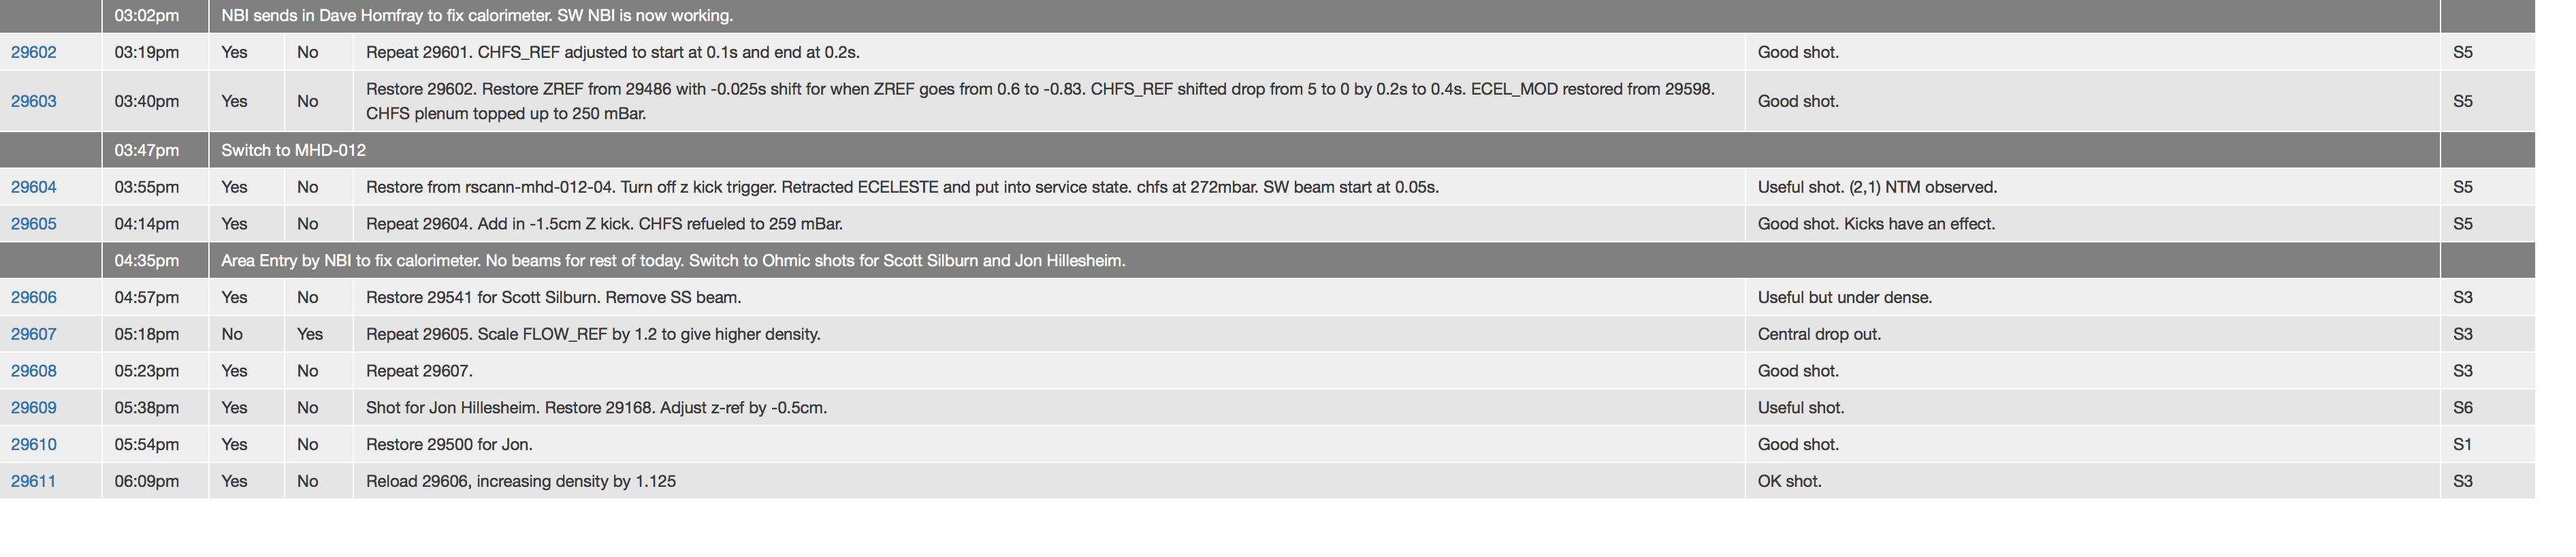 03:02pm NBI sends in Dave Homfray to fix calorimeter. SW NBI is now working.
29602 03:19pm Yes No Repeat 29601. CHFS_REF adjusted to start at 0.1s and end at 0.2s. Good shot. S5
29603 03:40pm Yes No Restore 29602. Restore ZREF from 29486 with -0.025s shift for when ZREF goes from 0.6 to -0.83. CHFS_REF shifted drop from 5 to 0 by 0.2s to 0.4s. ECEL_MOD restored from 29598. Good shot. S5
CHFS plenum topped up to 250 mBar.
03:47pm Switch to MHD-012
29604 03:55pm Yes No Restore from rscann-mhd-012-04. Turn off z kick trigger. Retracted ECELESTE and put into service state. chfs at 272mbar. SW beam start at 0.05s. Useful shot. (2,1) NTM observed. S5
29605 04:14pm Yes No Repeat 29604. Add in -1.5cm Z kick. CHFS refueled to 259 mBar. Good shot. Kicks have an effect. S5
04:35pm Area Entry by NBI to fix calorimeter. No beams for rest of today. Switch to Ohmic shots for Scott Silburn and Jon Hillesheim.
29606 04:57pm Yes No Restore 29541 for Scott Silburn. Remove SS beam. Useful but under dense. S3
29607 05:18pm No Yes Repeat 29605. Scale FLOW_REF by 1.2 to give higher density. Central drop out. S3
29608 05:23pm Yes No Repeat 29607. Good shot. S3
29609 05:38pm Yes No Shot for Jon Hillesheim. Restore 29168. Adjust z-ref by -0.5cm. Useful shot. S6
29610 05:54pm Yes No Restore 29500 for Jon. Good shot. S1
29611 06:09pm Yes No Reload 29606, increasing density by 1.125 OK shot. S3